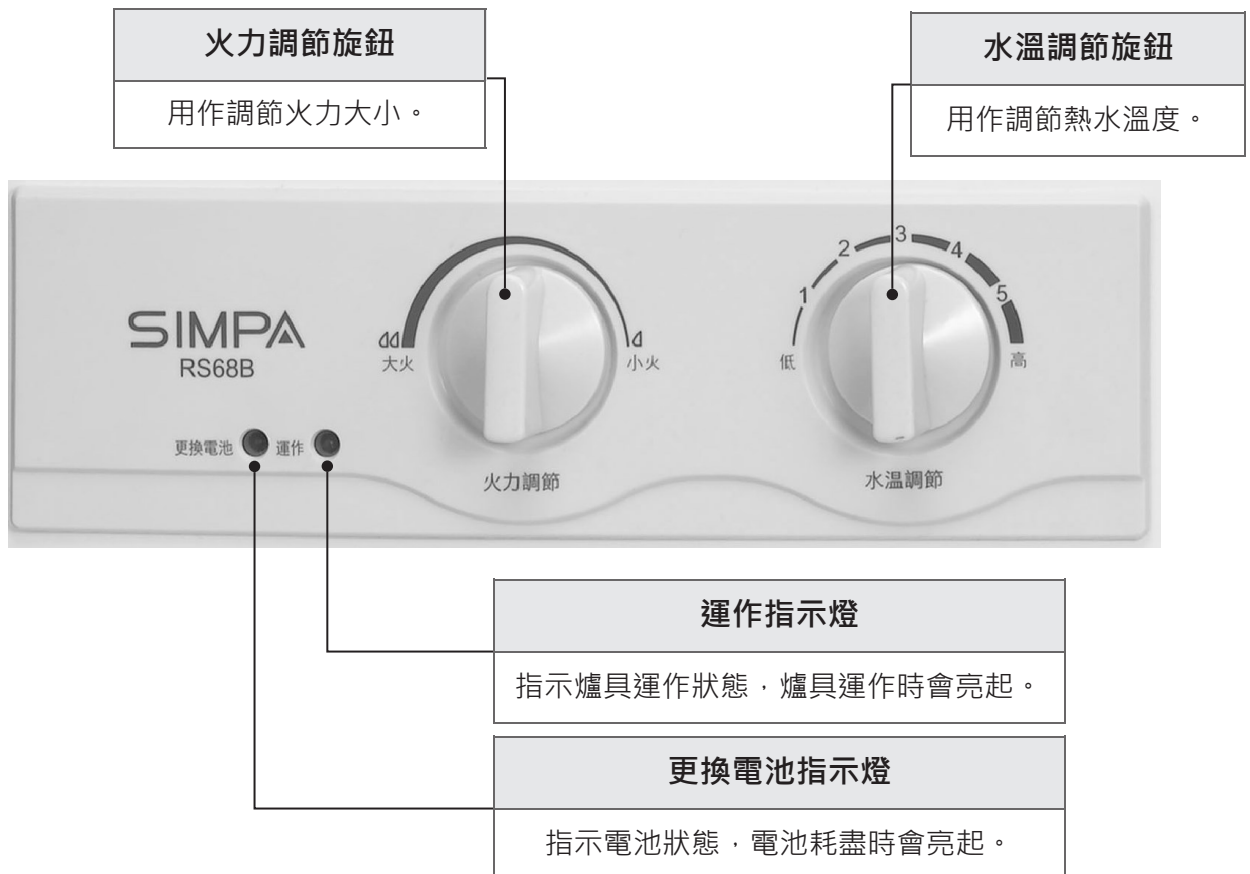 火力調節旋鈕
用作調節火力大小。
水溫調節旋鈕
用作調節熱水溫度。
SIMPA
RS68B
大火
小火
1
2
3
4
5
低
高
更換電池
運作
火力調節
水溫調節
運作指示燈
指示爐具運作狀態，爐具運作時會亮起。
更換電池指示燈
指示電池狀態，電池耗盡時會亮起。